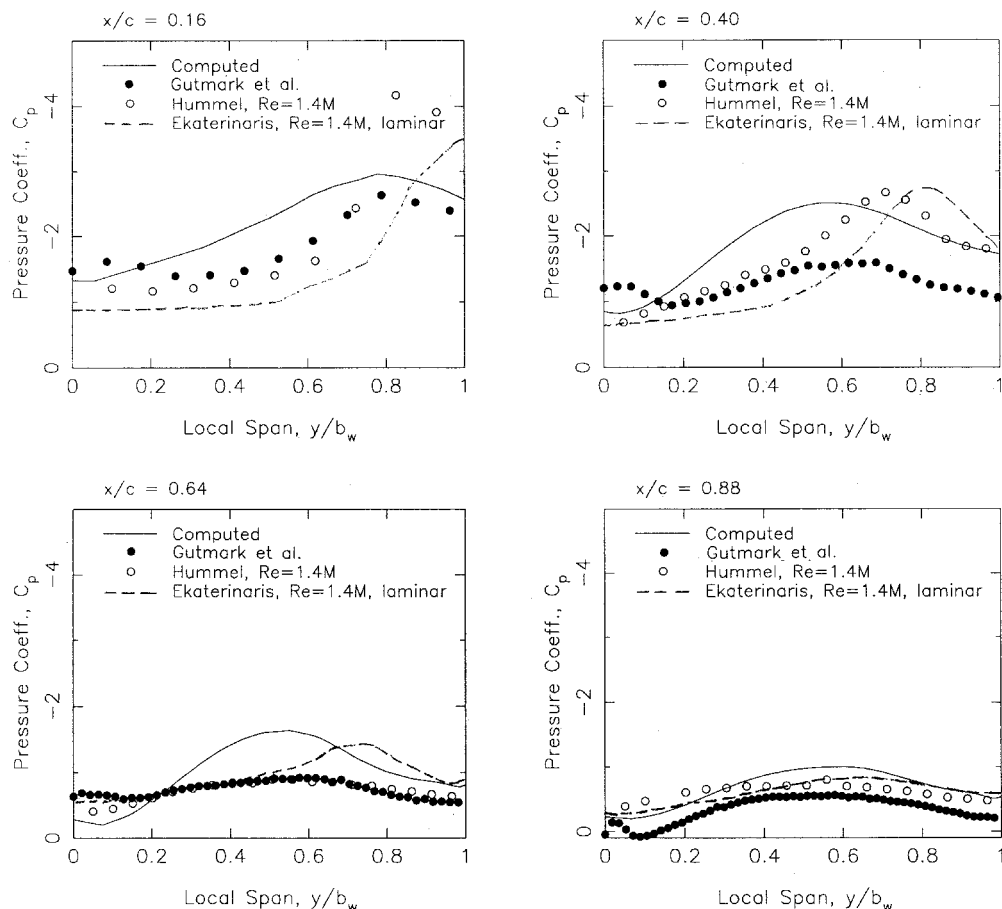 x/c = 0.16
Computed
Gutmark et al.
Hummel, Re=1.4M
Ekaterinaris, Re=1.4M, laminar
Pressure Coeff., Cp
-4
-2
0
0 0.2 0.4 0.6 0.8 1
Local Span, y/bw
x/c = 0.40
Computed
Gutmark et al.
Hummel, Re=1.4M
Ekaterinaris, Re=1.4M, laminar
Pressure Coeff., Cp
-4
-2
0
0 0.2 0.4 0.6 0.8 1
Local Span, y/bw
x/c = 0.64
Computed
Gutmark et al.
Hummel, Re=1.4M
Ekaterinaris, Re=1.4M, laminar
Pressure Coeff., Cp
-4
-2
0
0 0.2 0.4 0.6 0.8 1
Local Span, y/bw
x/c = 0.88
Computed
Gutmark et al.
Hummel, Re=1.4M
Ekaterinaris, Re=1.4M, laminar
Pressure Coeff., Cp
-4
-2
0
0 0.2 0.4 0.6 0.8 1
Local Span, y/bw